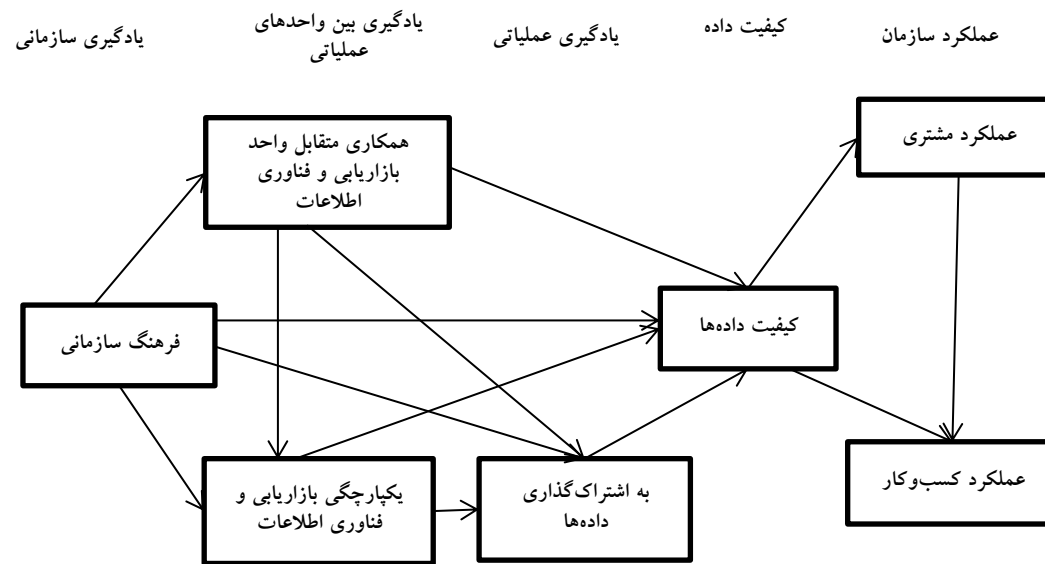 یادگیری سازمانی
یادگیری بین واحدهای
عملیاتی
یادگیری عملیاتی
کیفیت داده
عملکرد سازمان
همکاری متقابل واحد
بازاریابی و فناوری
اطلاعات
عملکرد مشتری
فرهنگ سازمانی
کیفیت داده‌ها
یکپارچگی بازاریابی و
فناوری اطلاعات
به اشتراک‌گذاری
داده‌ها
عملکرد کسب‌وکار